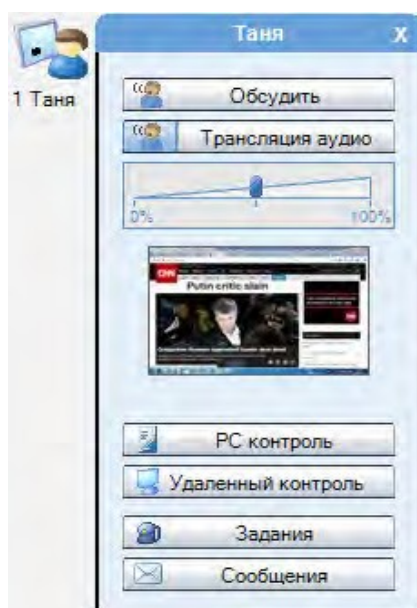 Таня X
1 Таня
Обсудить
Трансляция аудио
0% 100%
CNN
Putin critic slain
PC контроль
Удаленный контроль
Задания
Сообщения